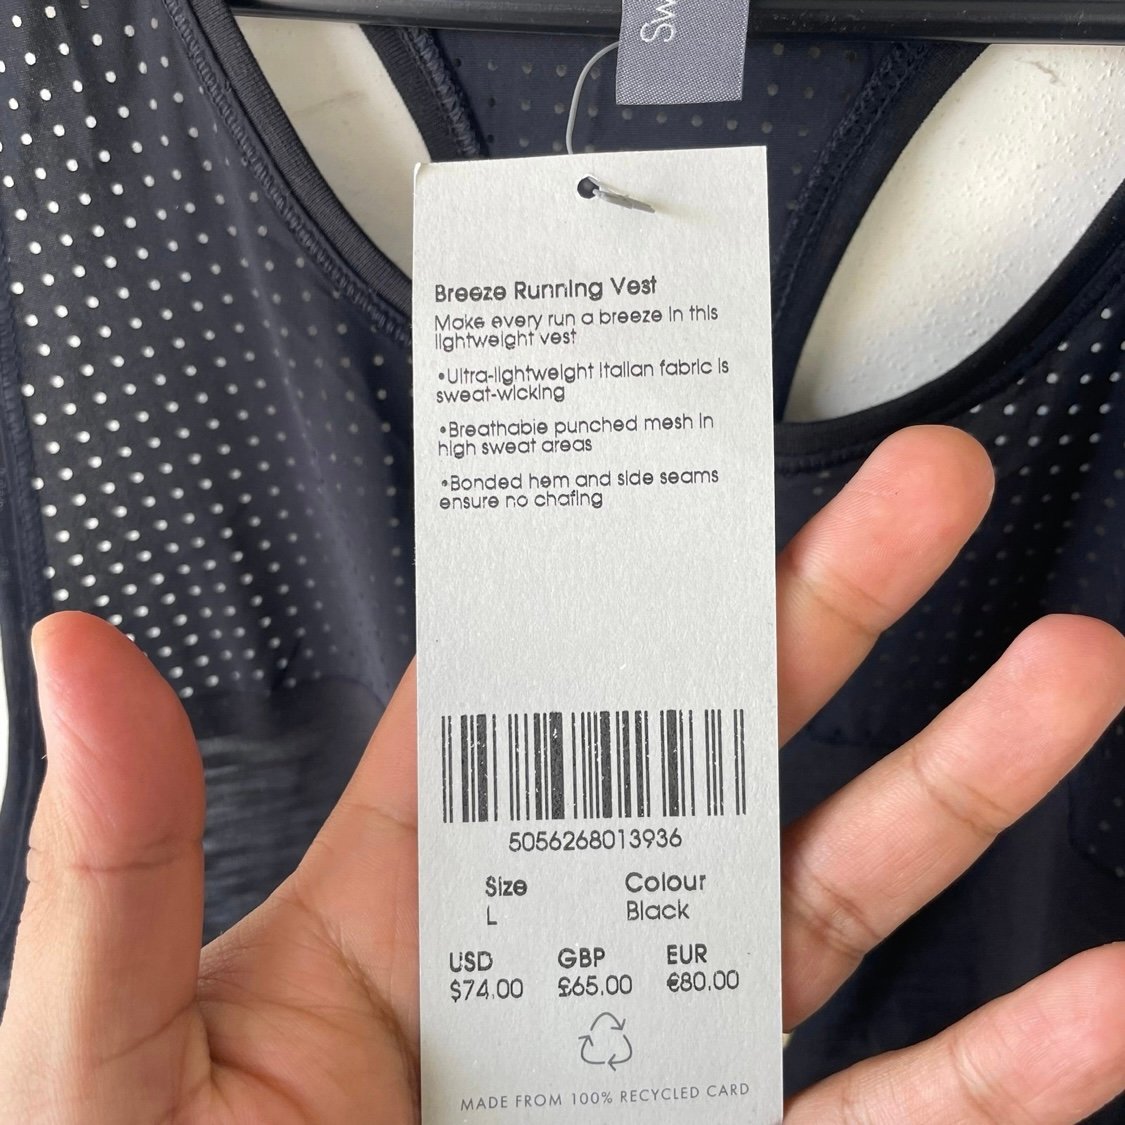 Sw
Breeze Running Vest
Make every run a breeze in this
lightweight vest
•Ultra-lightweight Italian fabric is
sweat-wicking
•Breathable punched mesh in
high sweat areas
•Bonded hem and side seams
ensure no chafing
5056268013936
Size Colour
L Black
USD GBP EUR
$74.00 £65.00 €80.00
MADE FROM 100% RECYCLED CARD